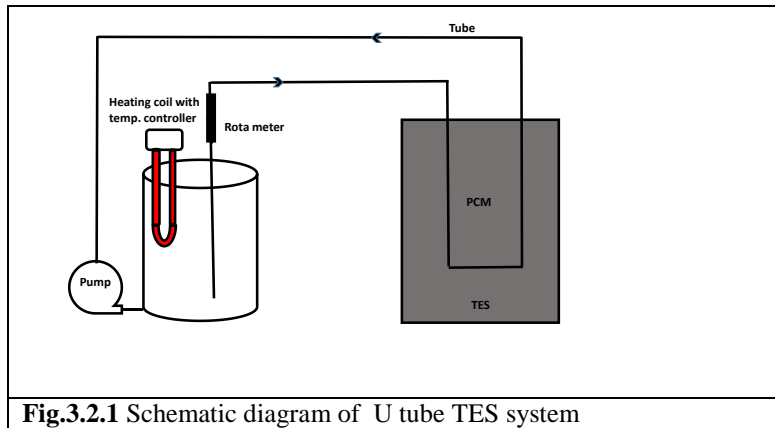 Tube
Heating coil with
temp. controller
Rota meter
PCM
Pump
TES
Fig.3.2.1 Schematic diagram of U tube TES system